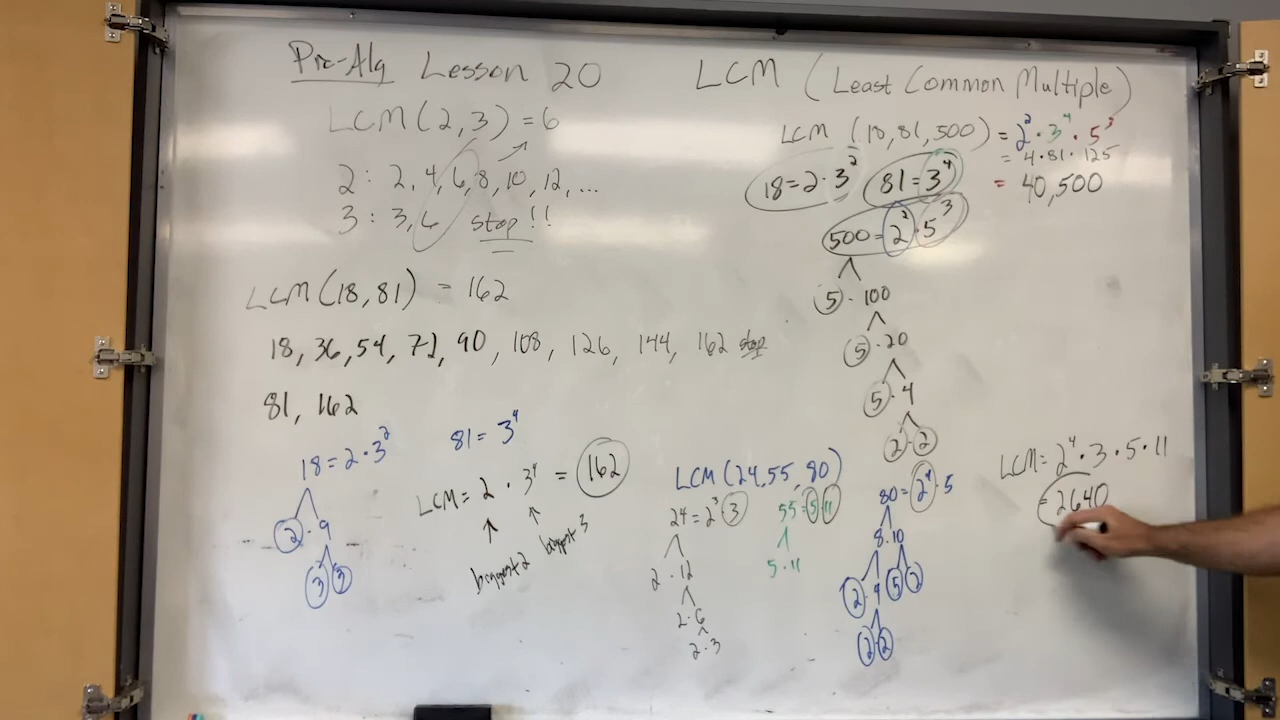 Pre-Alg Lesson 20
LCM (Least Common Multiple)
LCM(2,3) = 6
2: 2, 4, 6, 8, 10, 12, ...
3: 3, 6 stop!!
LCM(18,81) = 162
18, 36, 54, 72, 90, 108, 126, 144, 162 stop
81, 162
18 = 2·3²
2·9
3 3
81 = 3⁴
LCM = 2 · 3⁴ = 162
biggest 2
biggest 3
LCM (18,81,500) = 2²·3⁴·5³
= 4·81·125
= 40,500
18=2·3²
81=3⁴
500=2²·5³
5·100
5·20
5·4
2·2
LCM(24,55,80)
24=2³·3
2·12
2·6
2·3
55=5·11
5·11
80=2⁴·5
8·10
2·4 5 2
2 2
LCM= 2⁴·3·5·11
=2640